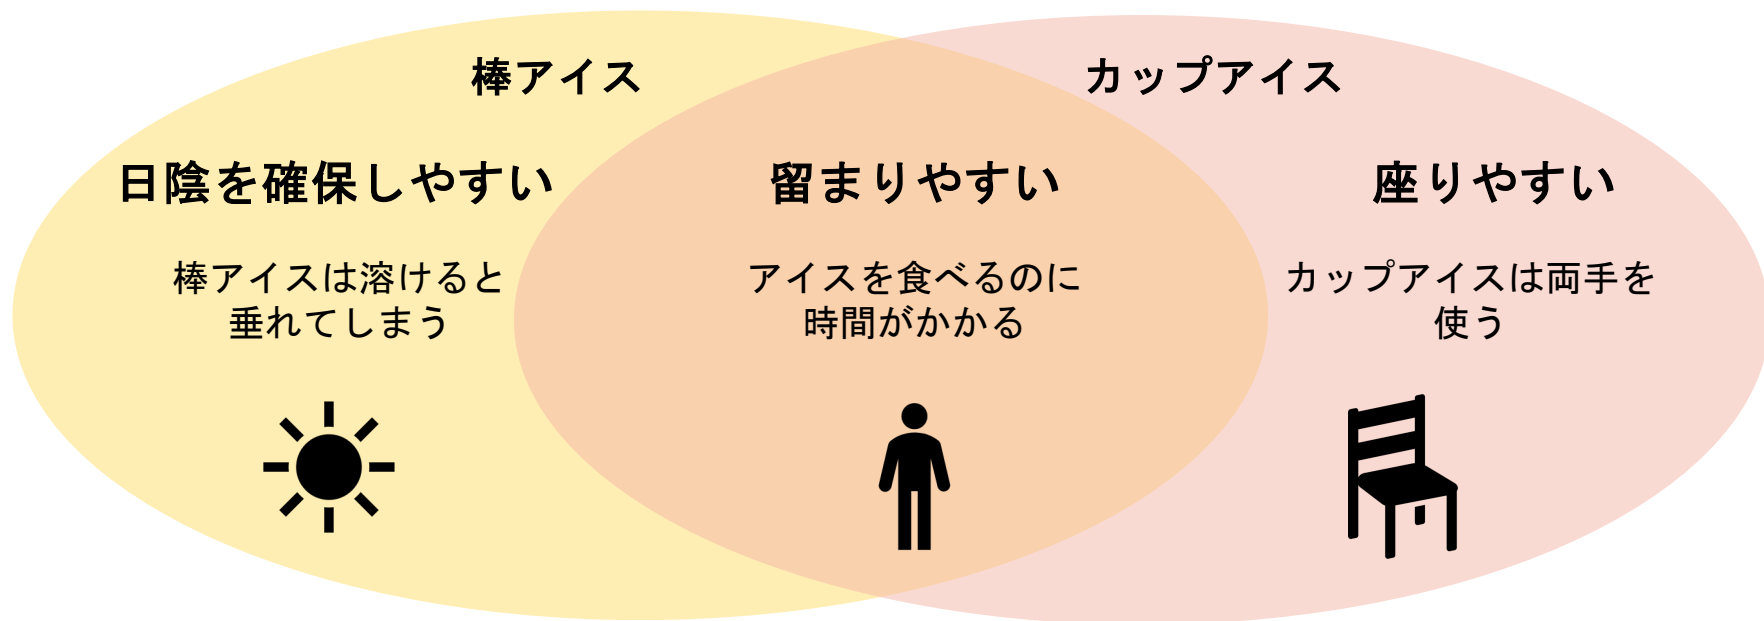 棒アイス
カップアイス
日陰を確保しやすい
留まりやすい
座りやすい
棒アイスは溶けると
垂れてしまう
アイスを食べるのに
時間がかかる
カップアイスは両手を
使う